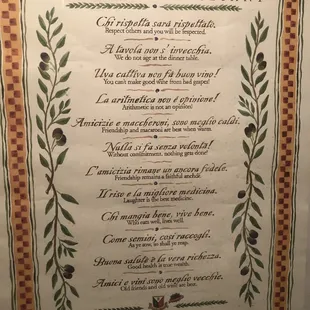 Chi rispetta sarà rispettato.
Respect others and you will be respected.
A tavola non s'invecchia.
We do not age at the dinner table.
Uva cattiva non fà buon vino!
You can't make good wine from bad grapes!
La aritmetica non è opinione!
Arithmetic is not an opinion!
Amicizie e maccheroni, sono meglio caldi.
Friendship and macaroni are best when warm.
Nulla si fa senza volontà!
Without commitment, nothing gets done!
L'amicizia rimane un ancora fedele.
Friendship remains a faithful anchor.
Il riso e la migliore medicina.
Laughter is the best medicine.
Chi mangia bene, vive bene.
Who eats well, lives well.
Come semini, così raccogli.
As ye sow, so shall ye reap.
Buona salute è la vera richezza.
Good health is true wealth.
Amici e vini sono meglio vecchie.
Old friends and old wine are best.